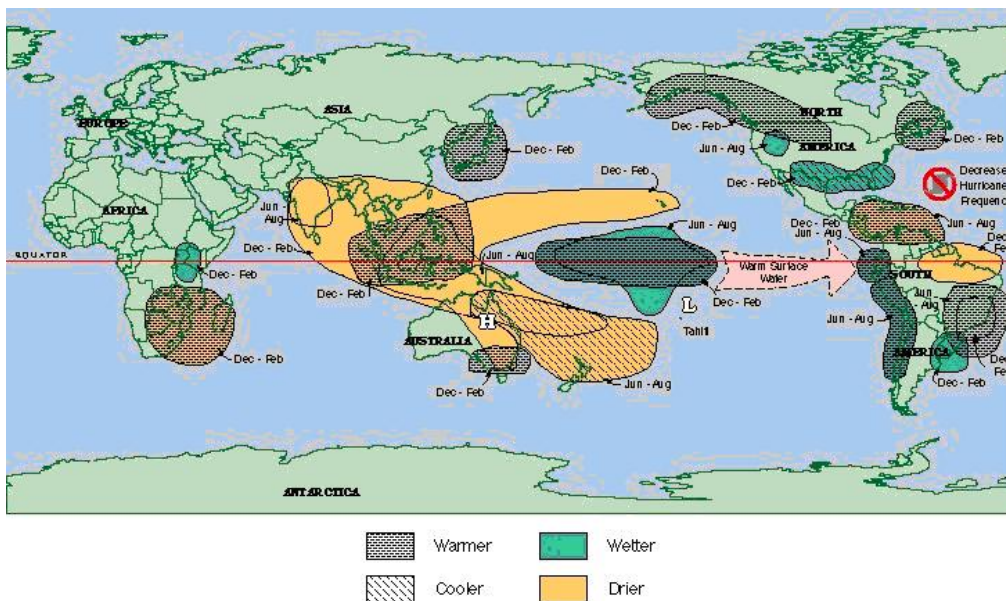 NORTH
ASIA
EUROPE
Dec - Feb
Dec - Feb
Jun - Aug
AMERICA
Dec - Feb
Dec - Feb
Decrease
Hurricane
Frequenc
Dec - Feb
Jun -
Aug
AFRICA
Dec - Feb
Jun - Aug
Dec - Feb
Jun - Aug
Dec - Feb
Jun - Aug
EQUATOR
Dec - Feb
Warm Surface
Water
SOUTH
Dec - Feb
Dec - Feb
Jun -
Aug
L
Tahiti
H
Jun - Aug
AUSTRALIA
AMERICA
Dec - Feb
Dec - Feb
Jun - Aug
Dec - Feb
ANTARCTICA
Warmer
Wetter
Cooler
Drier